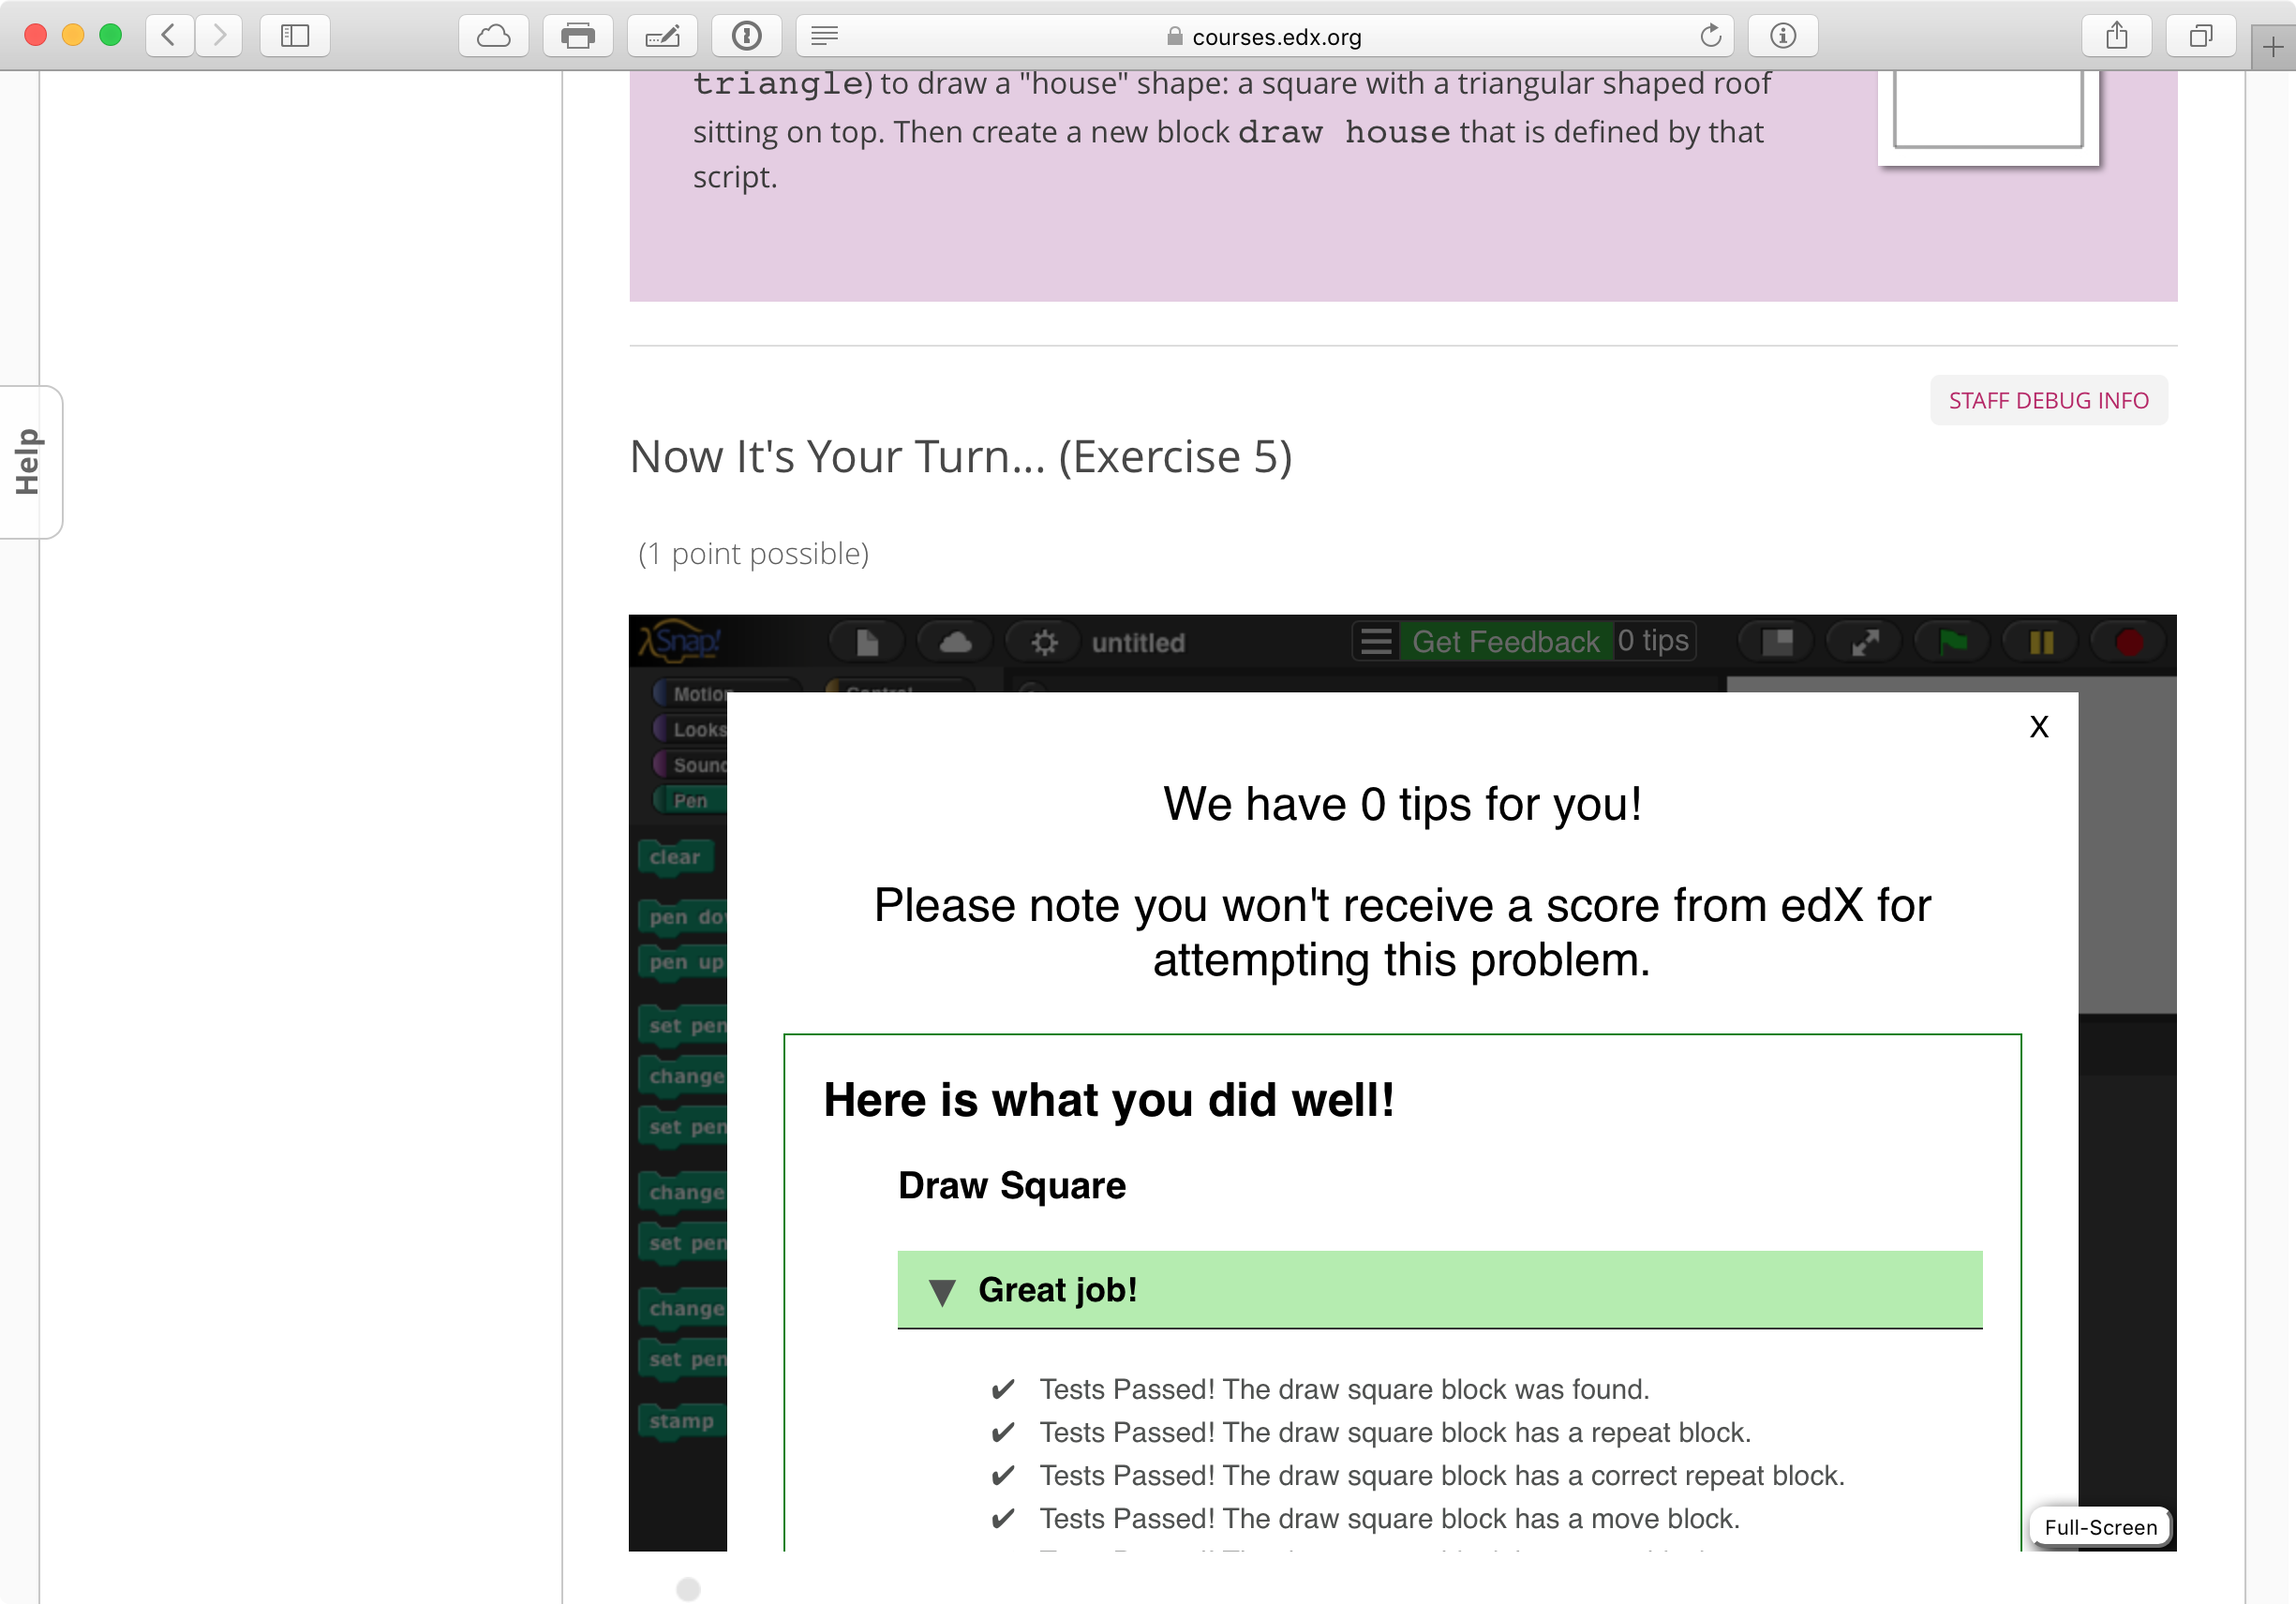 courses.edx.org
triangle) to draw a "house" shape: a square with a triangular shaped roof
sitting on top. Then create a new block draw house that is defined by that
script.
STAFF DEBUG INFO
Help
Now It's Your Turn... (Exercise 5)
(1 point possible)
λSnap!
untitled
Get Feedback
0 tips
Motion
Control
Looks
Sound
Pen
X
We have 0 tips for you!
clear
Please note you won't receive a score from edX for
attempting this problem.
pen do
pen up
set pen
change
set pen
change
set pen
change
set pen
stamp
Here is what you did well!
Draw Square
▼ Great job!
✔ Tests Passed! The draw square block was found.
✔ Tests Passed! The draw square block has a repeat block.
✔ Tests Passed! The draw square block has a correct repeat block.
✔ Tests Passed! The draw square block has a move block.
Full-Screen